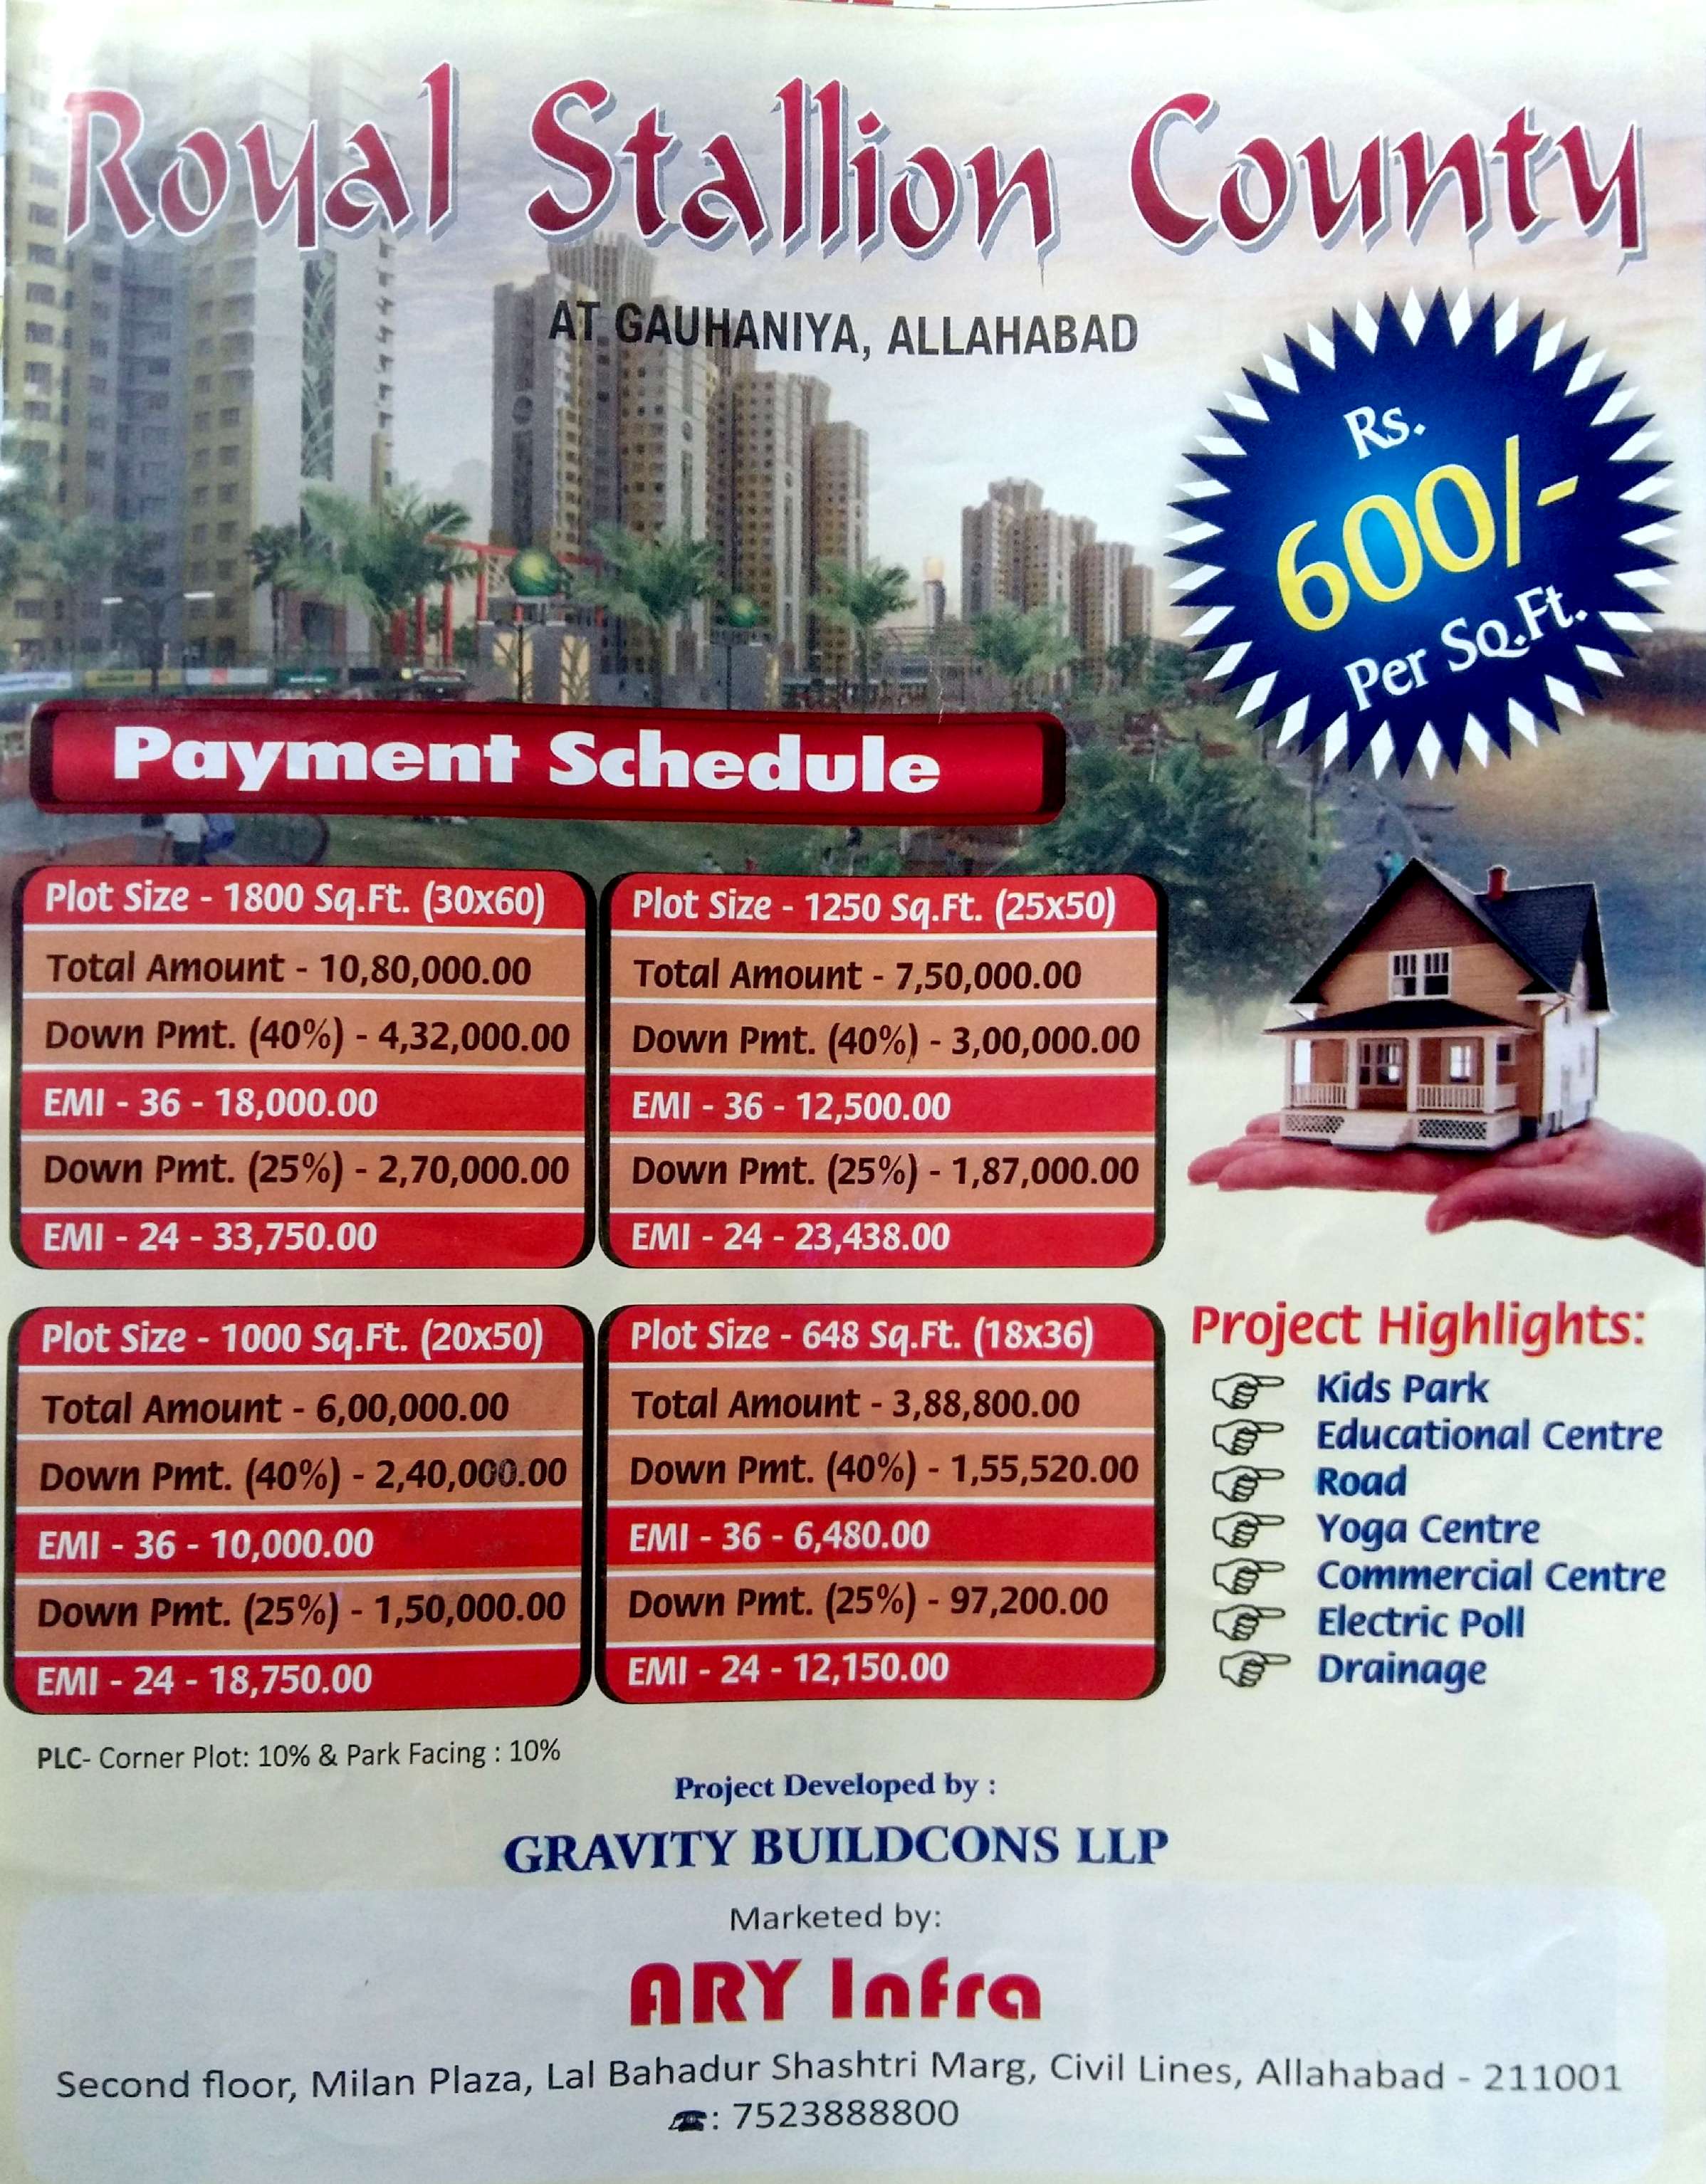 Royal Stallion County
AT GAUHANIYA, ALLAHABAD
Rs.
600/-
Per Sq.Ft.
Payment Schedule
Plot Size - 1800 Sq.Ft. (30x60)
Total Amount - 10,80,000.00
Down Pmt. (40%) - 4,32,000.00
EMI - 36 - 18,000.00
Down Pmt. (25%) - 2,70,000.00
EMI - 24 - 33,750.00
Plot Size - 1250 Sq.Ft. (25x50)
Total Amount - 7,50,000.00
Down Pmt. (40%) - 3,00,000.00
EMI - 36 - 12,500.00
Down Pmt. (25%) - 1,87,000.00
EMI - 24 - 23,438.00
Plot Size - 1000 Sq.Ft. (20x50)
Total Amount - 6,00,000.00
Down Pmt. (40%) - 2,40,000.00
EMI - 36 - 10,000.00
Down Pmt. (25%) - 1,50,000.00
EMI - 24 - 18,750.00
Plot Size - 648 Sq.Ft. (18x36)
Total Amount - 3,88,800.00
Down Pmt. (40%) - 1,55,520.00
EMI - 36 - 6,480.00
Down Pmt. (25%) - 97,200.00
EMI - 24 - 12,150.00
Project Highlights:
Kids Park
Educational Centre
Road
Yoga Centre
Commercial Centre
Electric Poll
Drainage
PLC- Corner Plot: 10% & Park Facing : 10%
Project Developed by :
GRAVITY BUILDCONS LLP
Marketed by:
ARY Infra
Second floor, Milan Plaza, Lal Bahadur Shashtri Marg, Civil Lines, Allahabad - 211001
☎: 7523888800